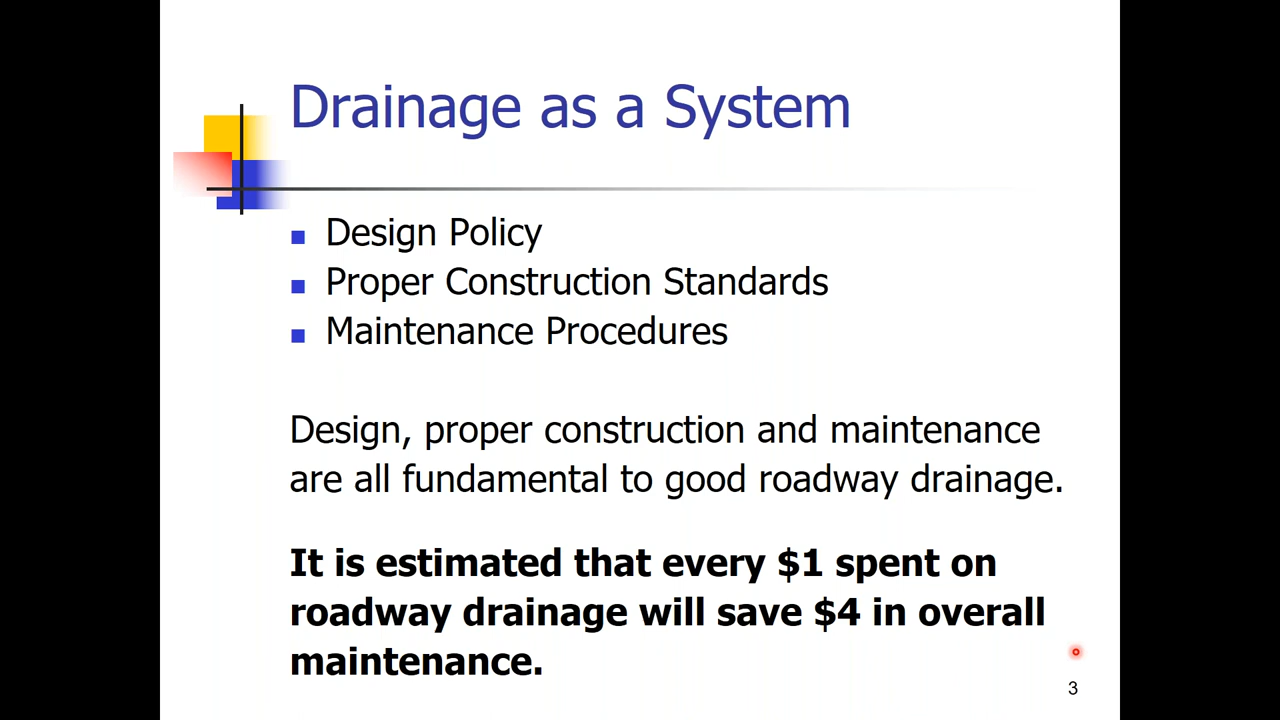 Drainage as a System
Design Policy
Proper Construction Standards
Maintenance Procedures
Design, proper construction and maintenance
are all fundamental to good roadway drainage.
It is estimated that every $1 spent on
roadway drainage will save $4 in overall
maintenance.
3